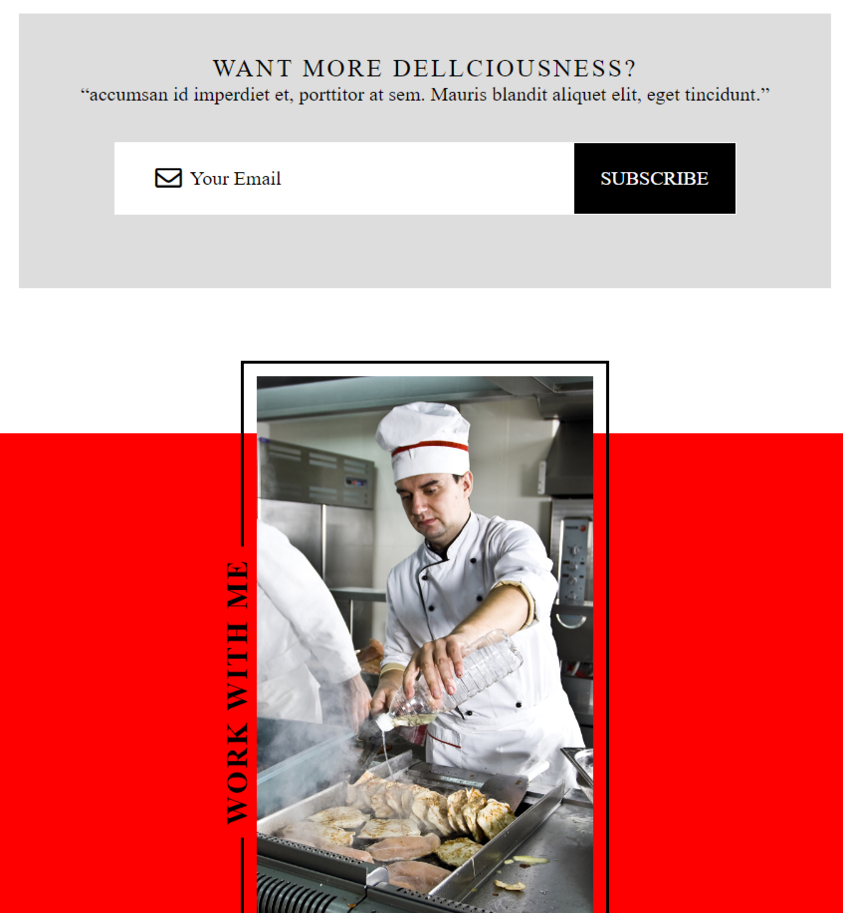 WANT MORE DELLCIOUSNESS?
“accumsan id imperdiet et, porttitor at sem. Mauris blandit aliquet elit, eget tincidunt.”
Your Email
SUBSCRIBE
WORK WITH ME